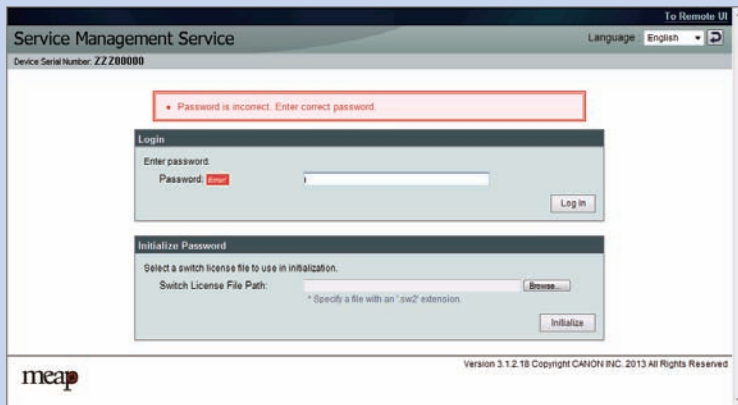 To Remote UI
Service Management Service
Language : English
Device Serial Number: ZZZ00000
• Password is incorrect. Enter correct password.
Login
Enter password.
Password: Error!
Log In
Initialize Password
Select a switch license file to use in initialization.
Switch License File Path: Browse...
* Specify a file with an '.sw2' extension.
Initialize
Version 3.1.2.18 Copyright CANON INC. 2013 All Rights Reserved
meap